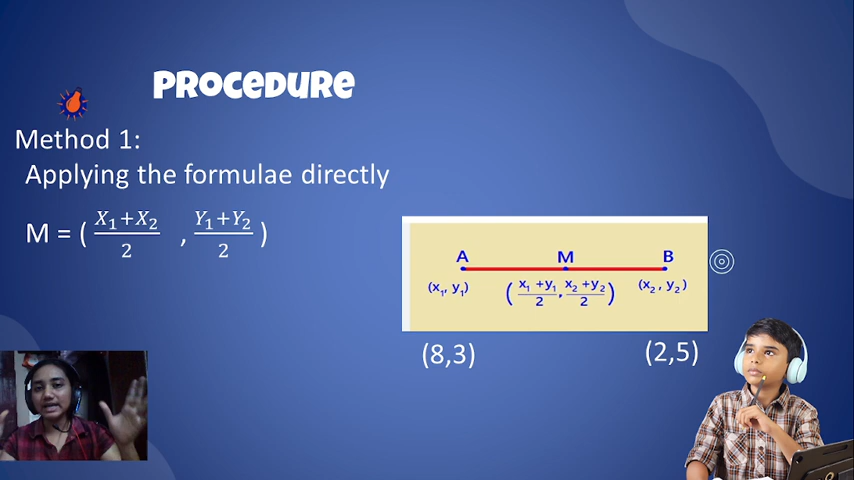 PROCEDURE
Method 1:
Applying the formulae directly
M = ( X₁+X₂/2 , Y₁+Y₂/2 )
A M B
(x₁, y₁) (x₁ +y₁/2, x₂ +y₂/2) (x₂ , y₂)
(8,3) (2,5)